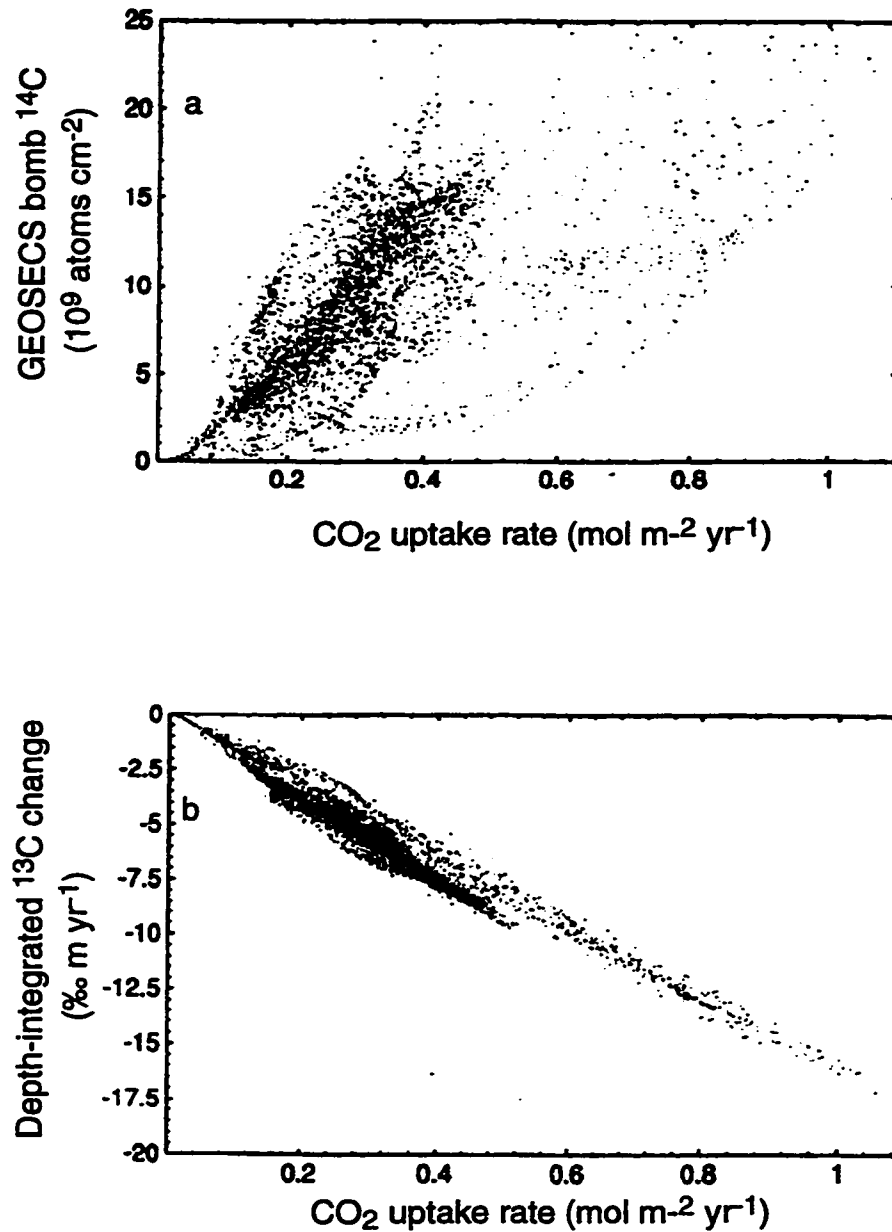 25
20
15
10
5
0
a
GEOSECS bomb ¹⁴C
(10⁹ atoms cm⁻²)
0.2 0.4 0.6 0.8 1
CO₂ uptake rate (mol m-² yr⁻¹)
0
-2.5
-5
-7.5
-10
-12.5
-15
-17.5
-20
b
Depth-integrated ¹³C change
(‰ m yr⁻¹)
0.2 0.4 0.6 0.8 1
CO₂ uptake rate (mol m-² yr⁻¹)